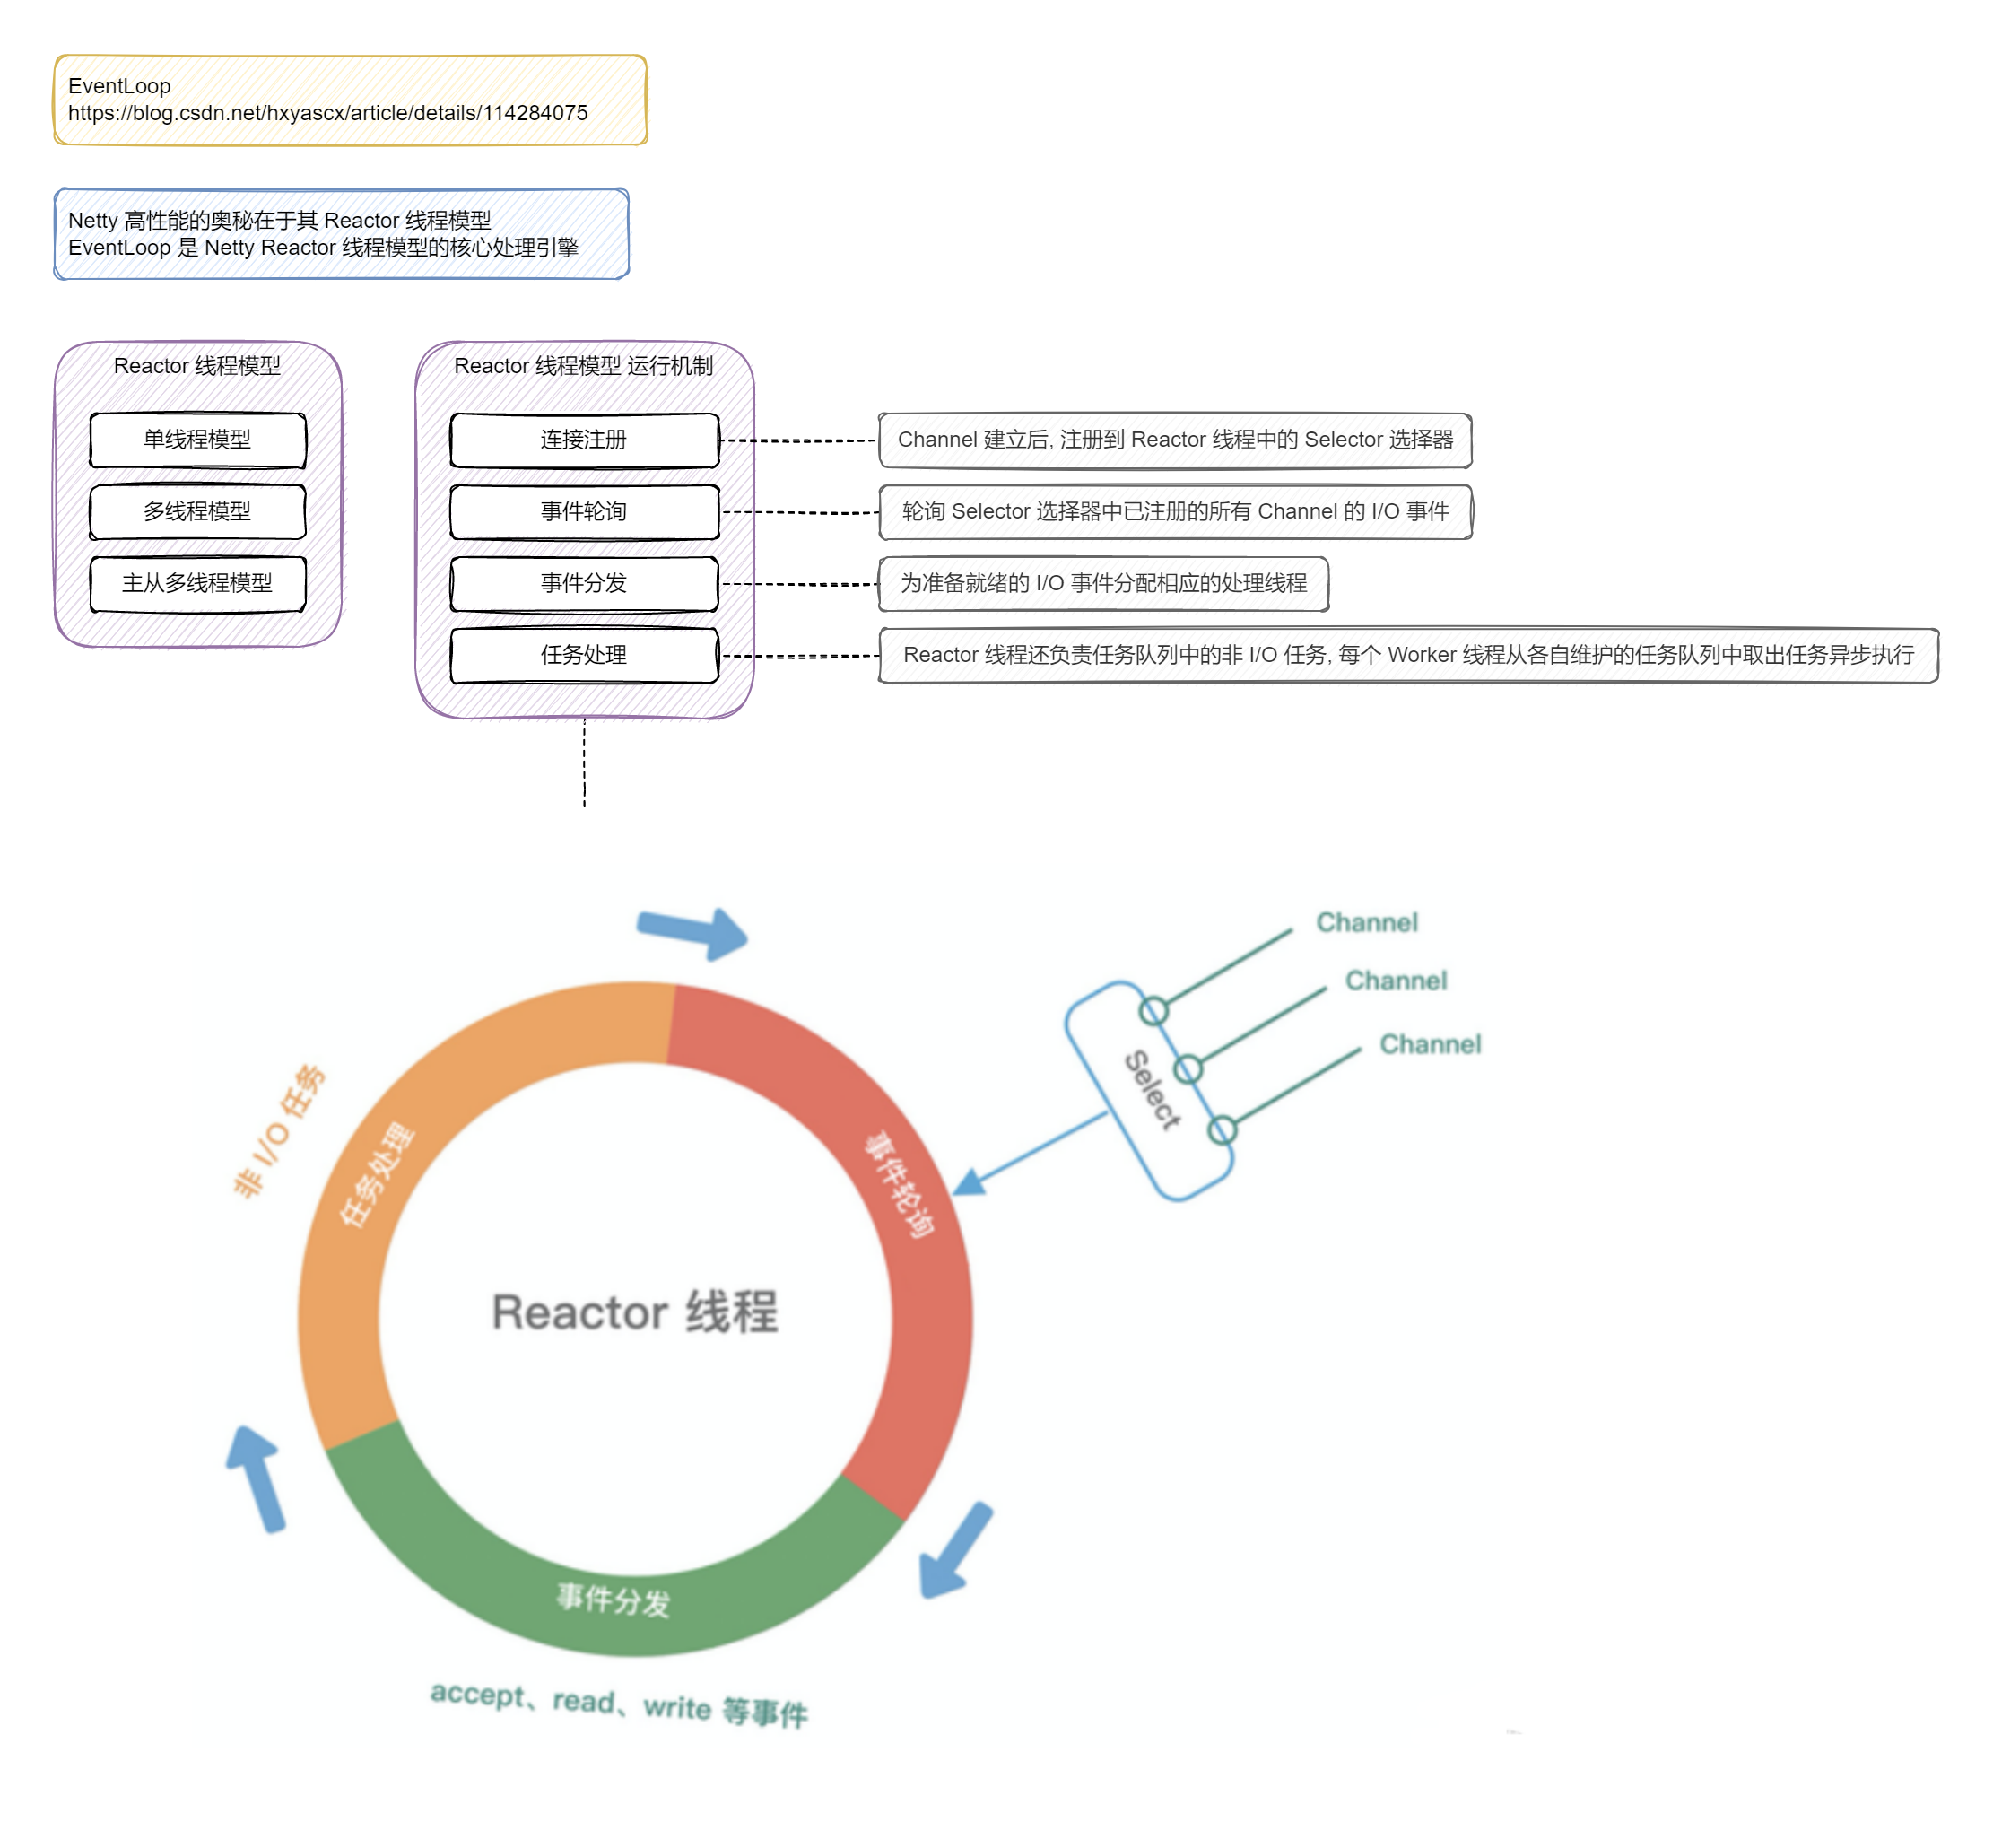 EventLoop
https://blog.csdn.net/hxyascx/article/details/114284075
Netty 高性能的奥秘在于其 Reactor 线程模型
EventLoop 是 Netty Reactor 线程模型的核心处理引擎
Reactor 线程模型
单线程模型
多线程模型
主从多线程模型
Reactor 线程模型 运行机制
连接注册
Channel 建立后, 注册到 Reactor 线程中的 Selector 选择器
事件轮询
轮询 Selector 选择器中已注册的所有 Channel 的 I/O 事件
事件分发
为准备就绪的 I/O 事件分配相应的处理线程
任务处理
Reactor 线程还负责任务队列中的非 I/O 任务, 每个 Worker 线程从各自维护的任务队列中取出任务异步执行
Channel
Channel
Channel
Select
非 I/O 任务
任务处理
事件轮询
Reactor 线程
事件分发
accept、read、write 等事件